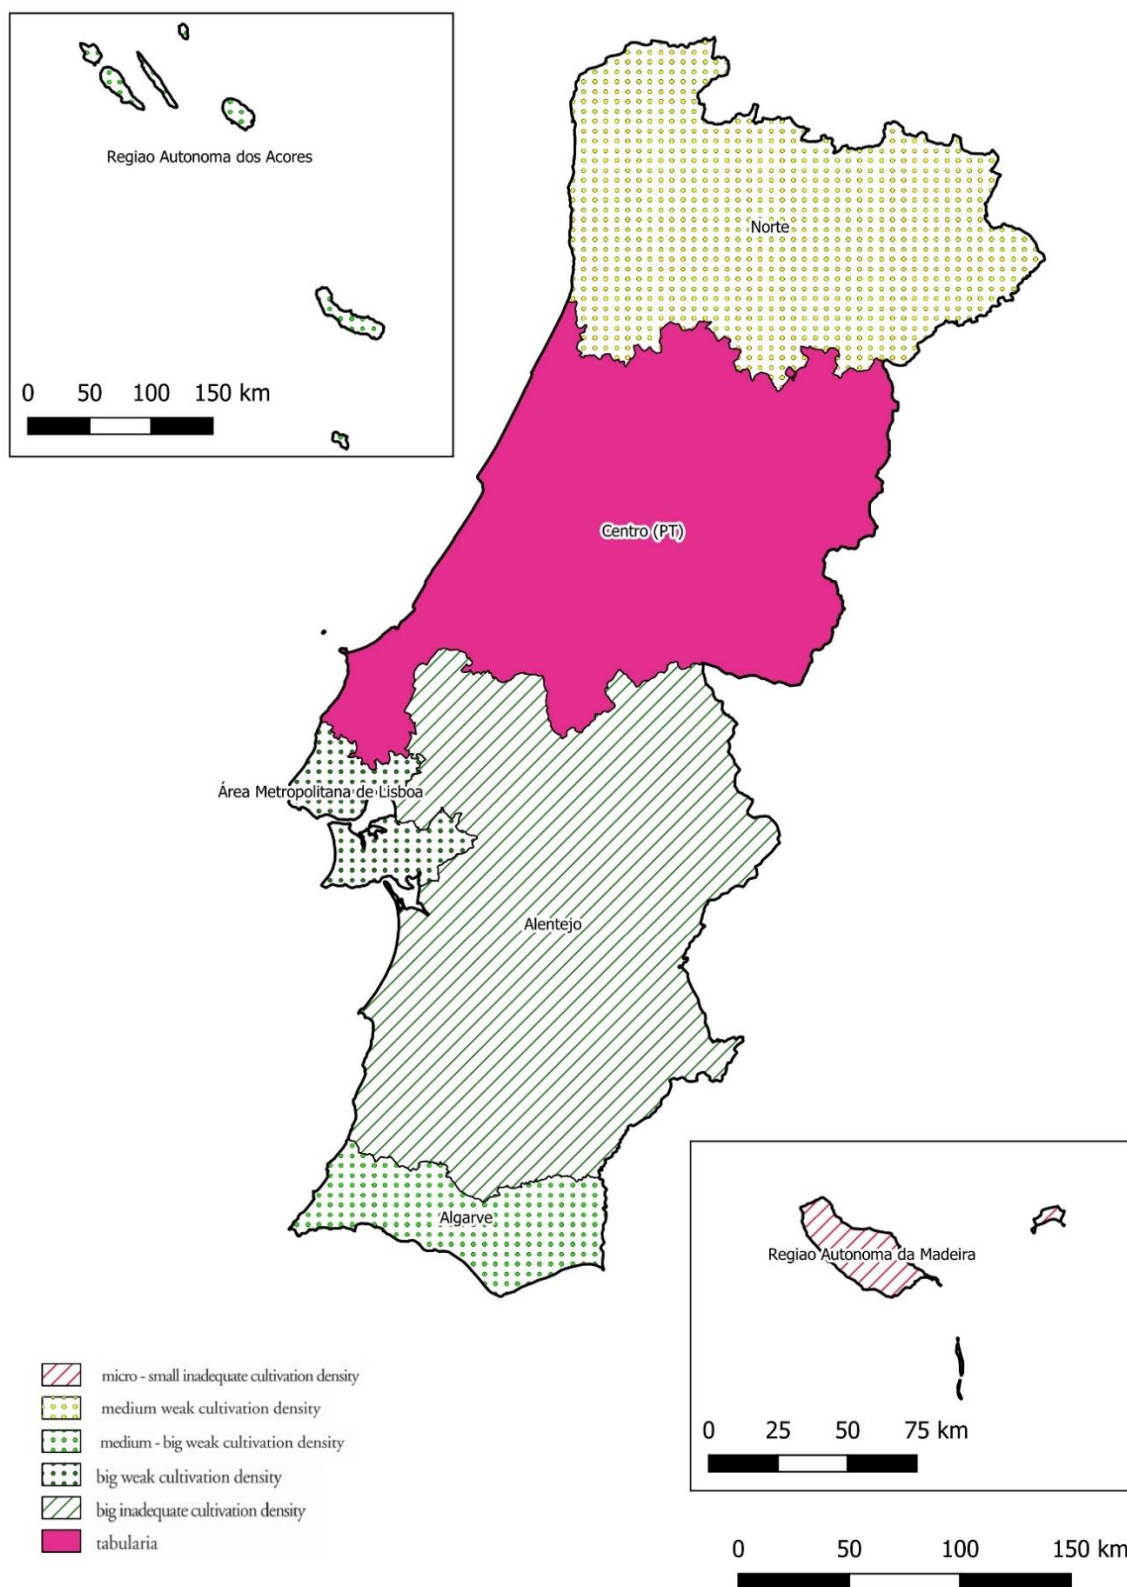 Regiao Autonoma dos Acores
0 50 100 150 km
Norte
Centro (PT)
Área Metropolitana de Lisboa
Alentejo
Algarve
Regiao Autonoma da Madeira
0 25 50 75 km
micro - small inadequate cultivation density
medium weak cultivation density
medium - big weak cultivation density
big weak cultivation density
big inadequate cultivation density
tabularia
0 50 100 150 km